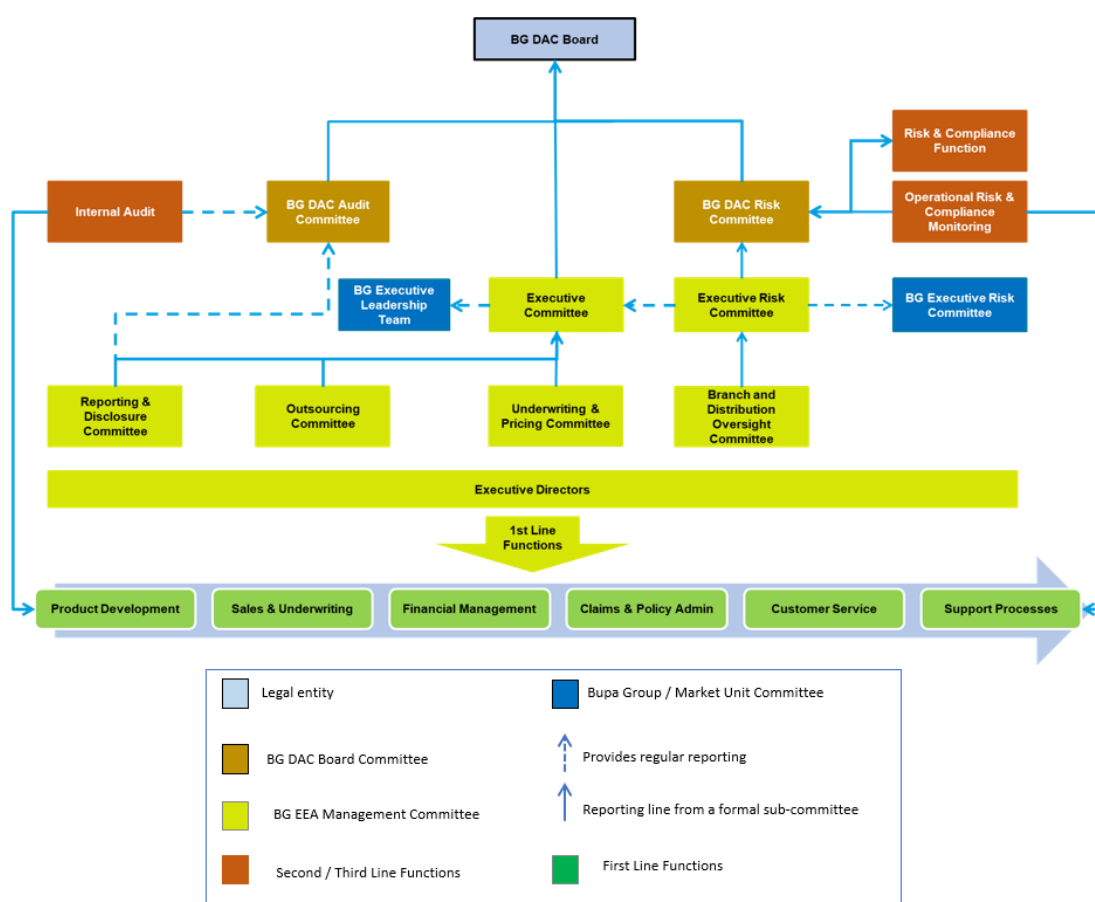 BG DAC Board
Risk & Compliance
Function
Internal Audit
BG DAC Audit
Committee
BG DAC Risk
Committee
Operational Risk &
Compliance
Monitoring
BG Executive
Leadership
Team
Executive
Committee
Executive Risk
Committee
BG Executive Risk
Committee
Reporting &
Disclosure
Committee
Outsourcing
Committee
Underwriting &
Pricing Committee
Branch and
Distribution
Oversight
Committee
Executive Directors
1st Line
Functions
Product Development
Sales & Underwriting
Financial Management
Claims & Policy Admin
Customer Service
Support Processes
Legal entity
Bupa Group / Market Unit Committee
BG DAC Board Committee
Provides regular reporting
BG EEA Management Committee
Reporting line from a formal sub-committee
Second / Third Line Functions
First Line Functions